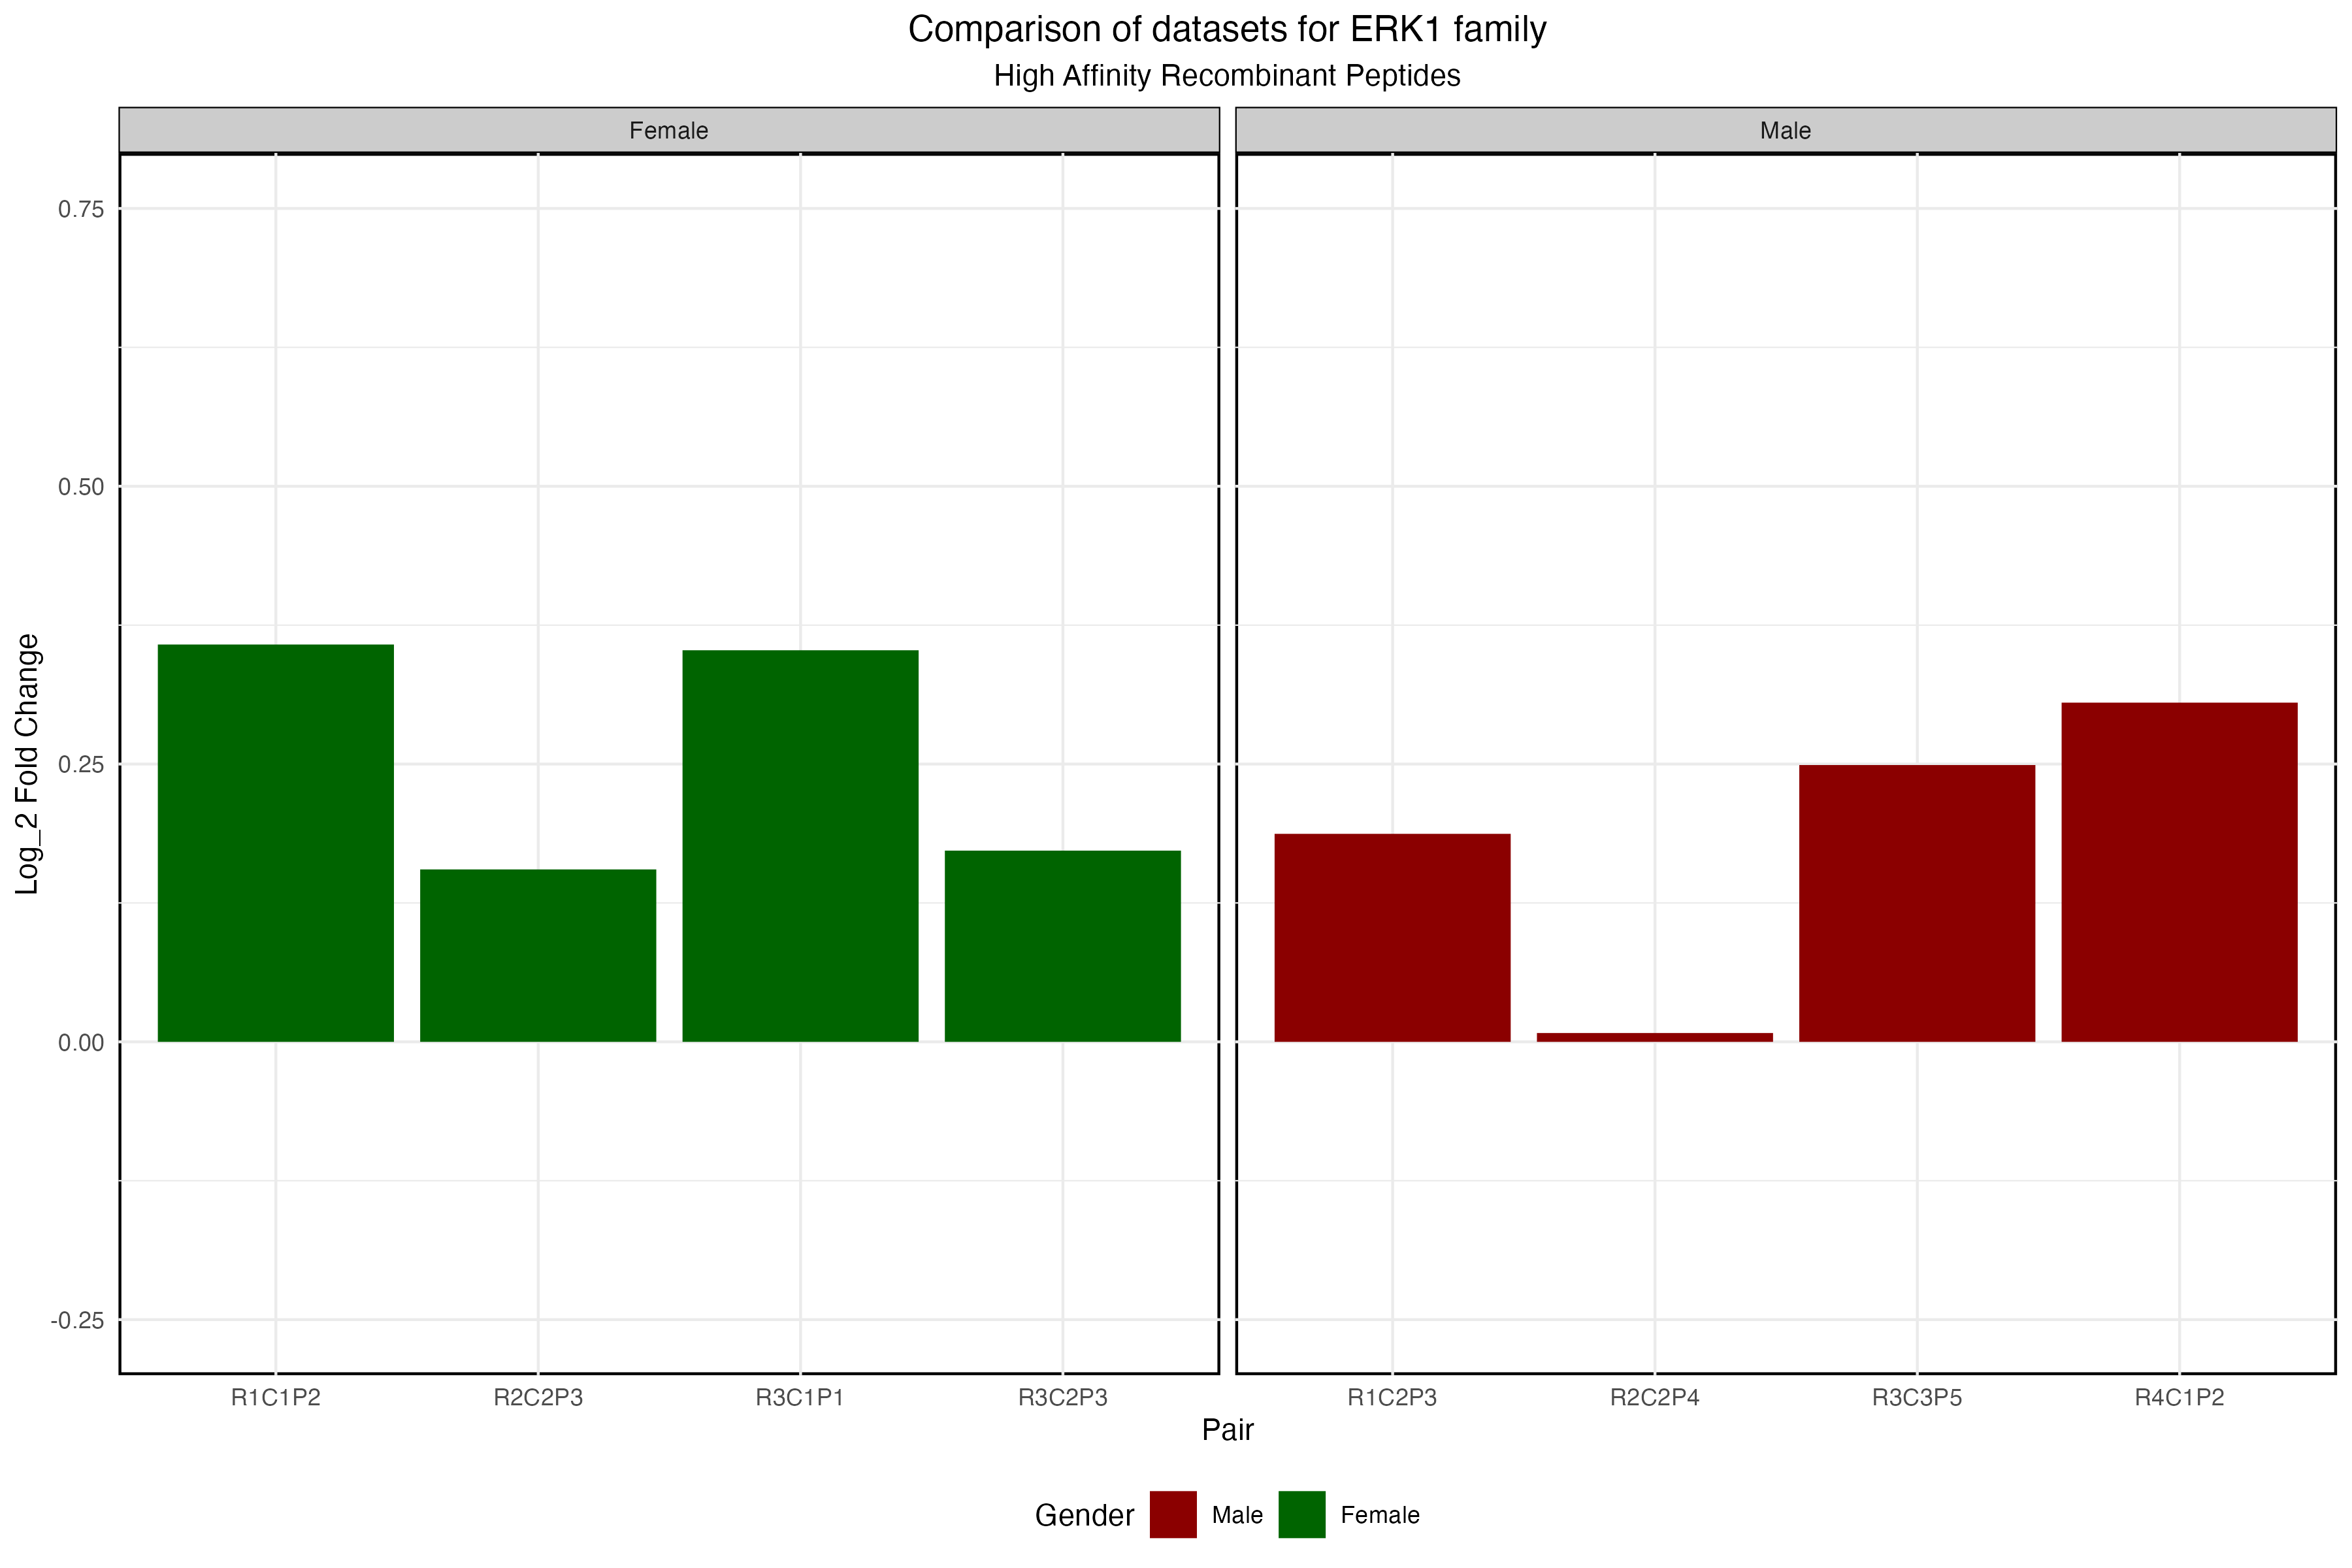 Comparison of datasets for ERK1 family
High Affinity Recombinant Peptides
Female
Male
0.75
0.50
0.25
0.00
-0.25
Log_2 Fold Change
R1C1P2 R2C2P3 R3C1P1 R3C2P3 R1C2P3 R2C2P4 R3C3P5 R4C1P2
Pair
Gender Male Female